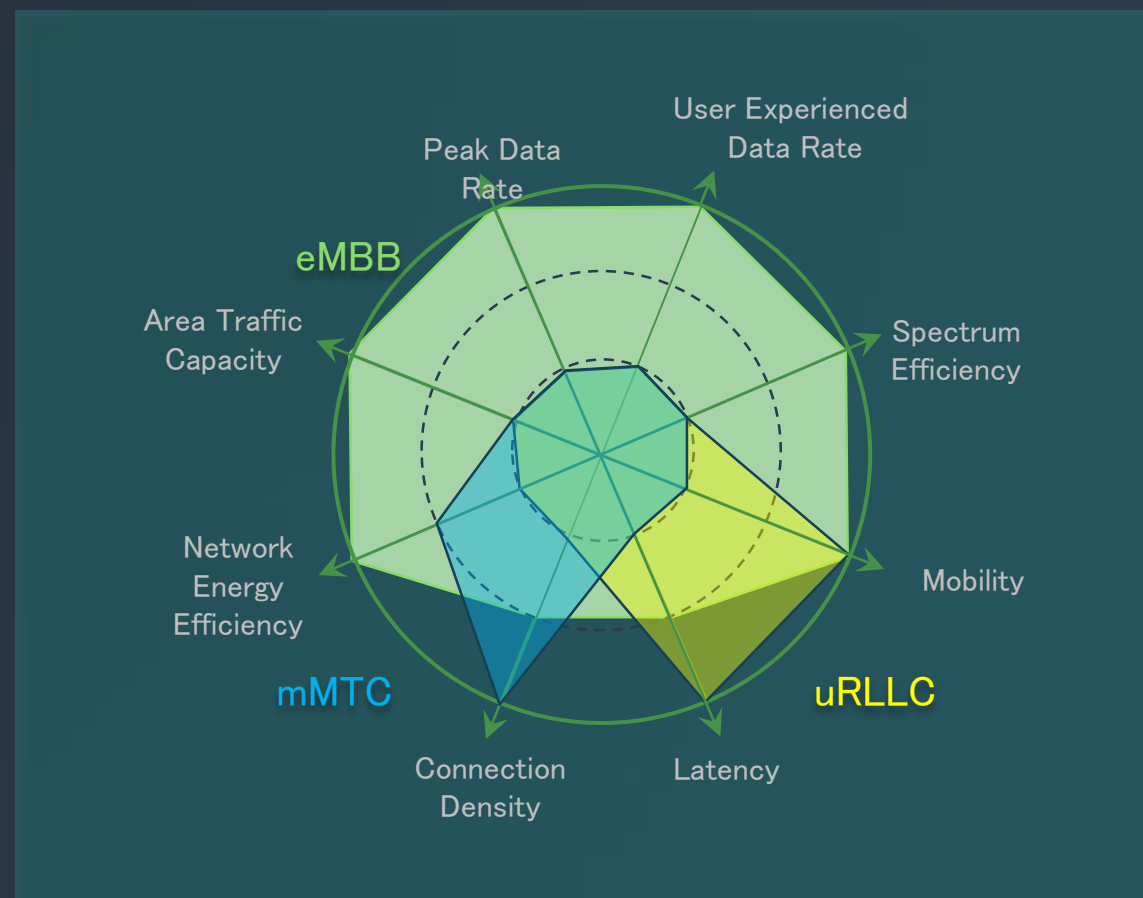 User Experienced
Data Rate
Peak Data
Rate
eMBB
Area Traffic
Capacity
Spectrum
Efficiency
Network
Energy
Efficiency
Mobility
mMTC
uRLLC
Connection
Density
Latency